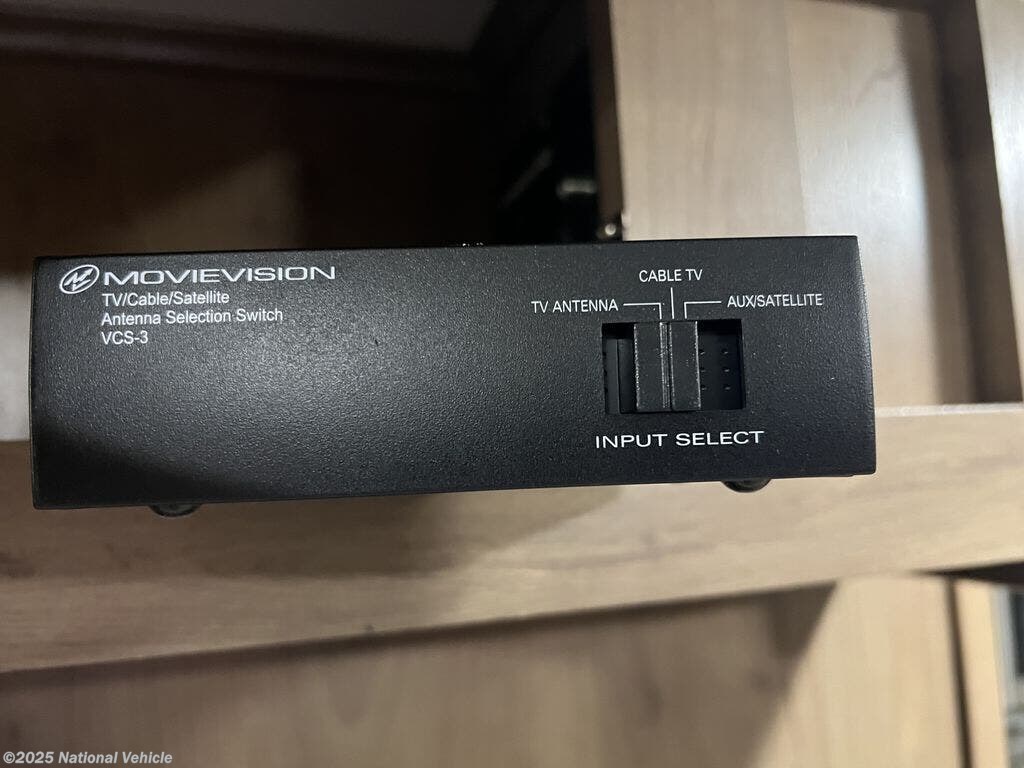 MOVIEVISION
TV/Cable/Satellite
Antenna Selection Switch
VCS-3
CABLE TV
TV ANTENNA
AUX/SATELLITE
INPUT SELECT
©2025 National Vehicle